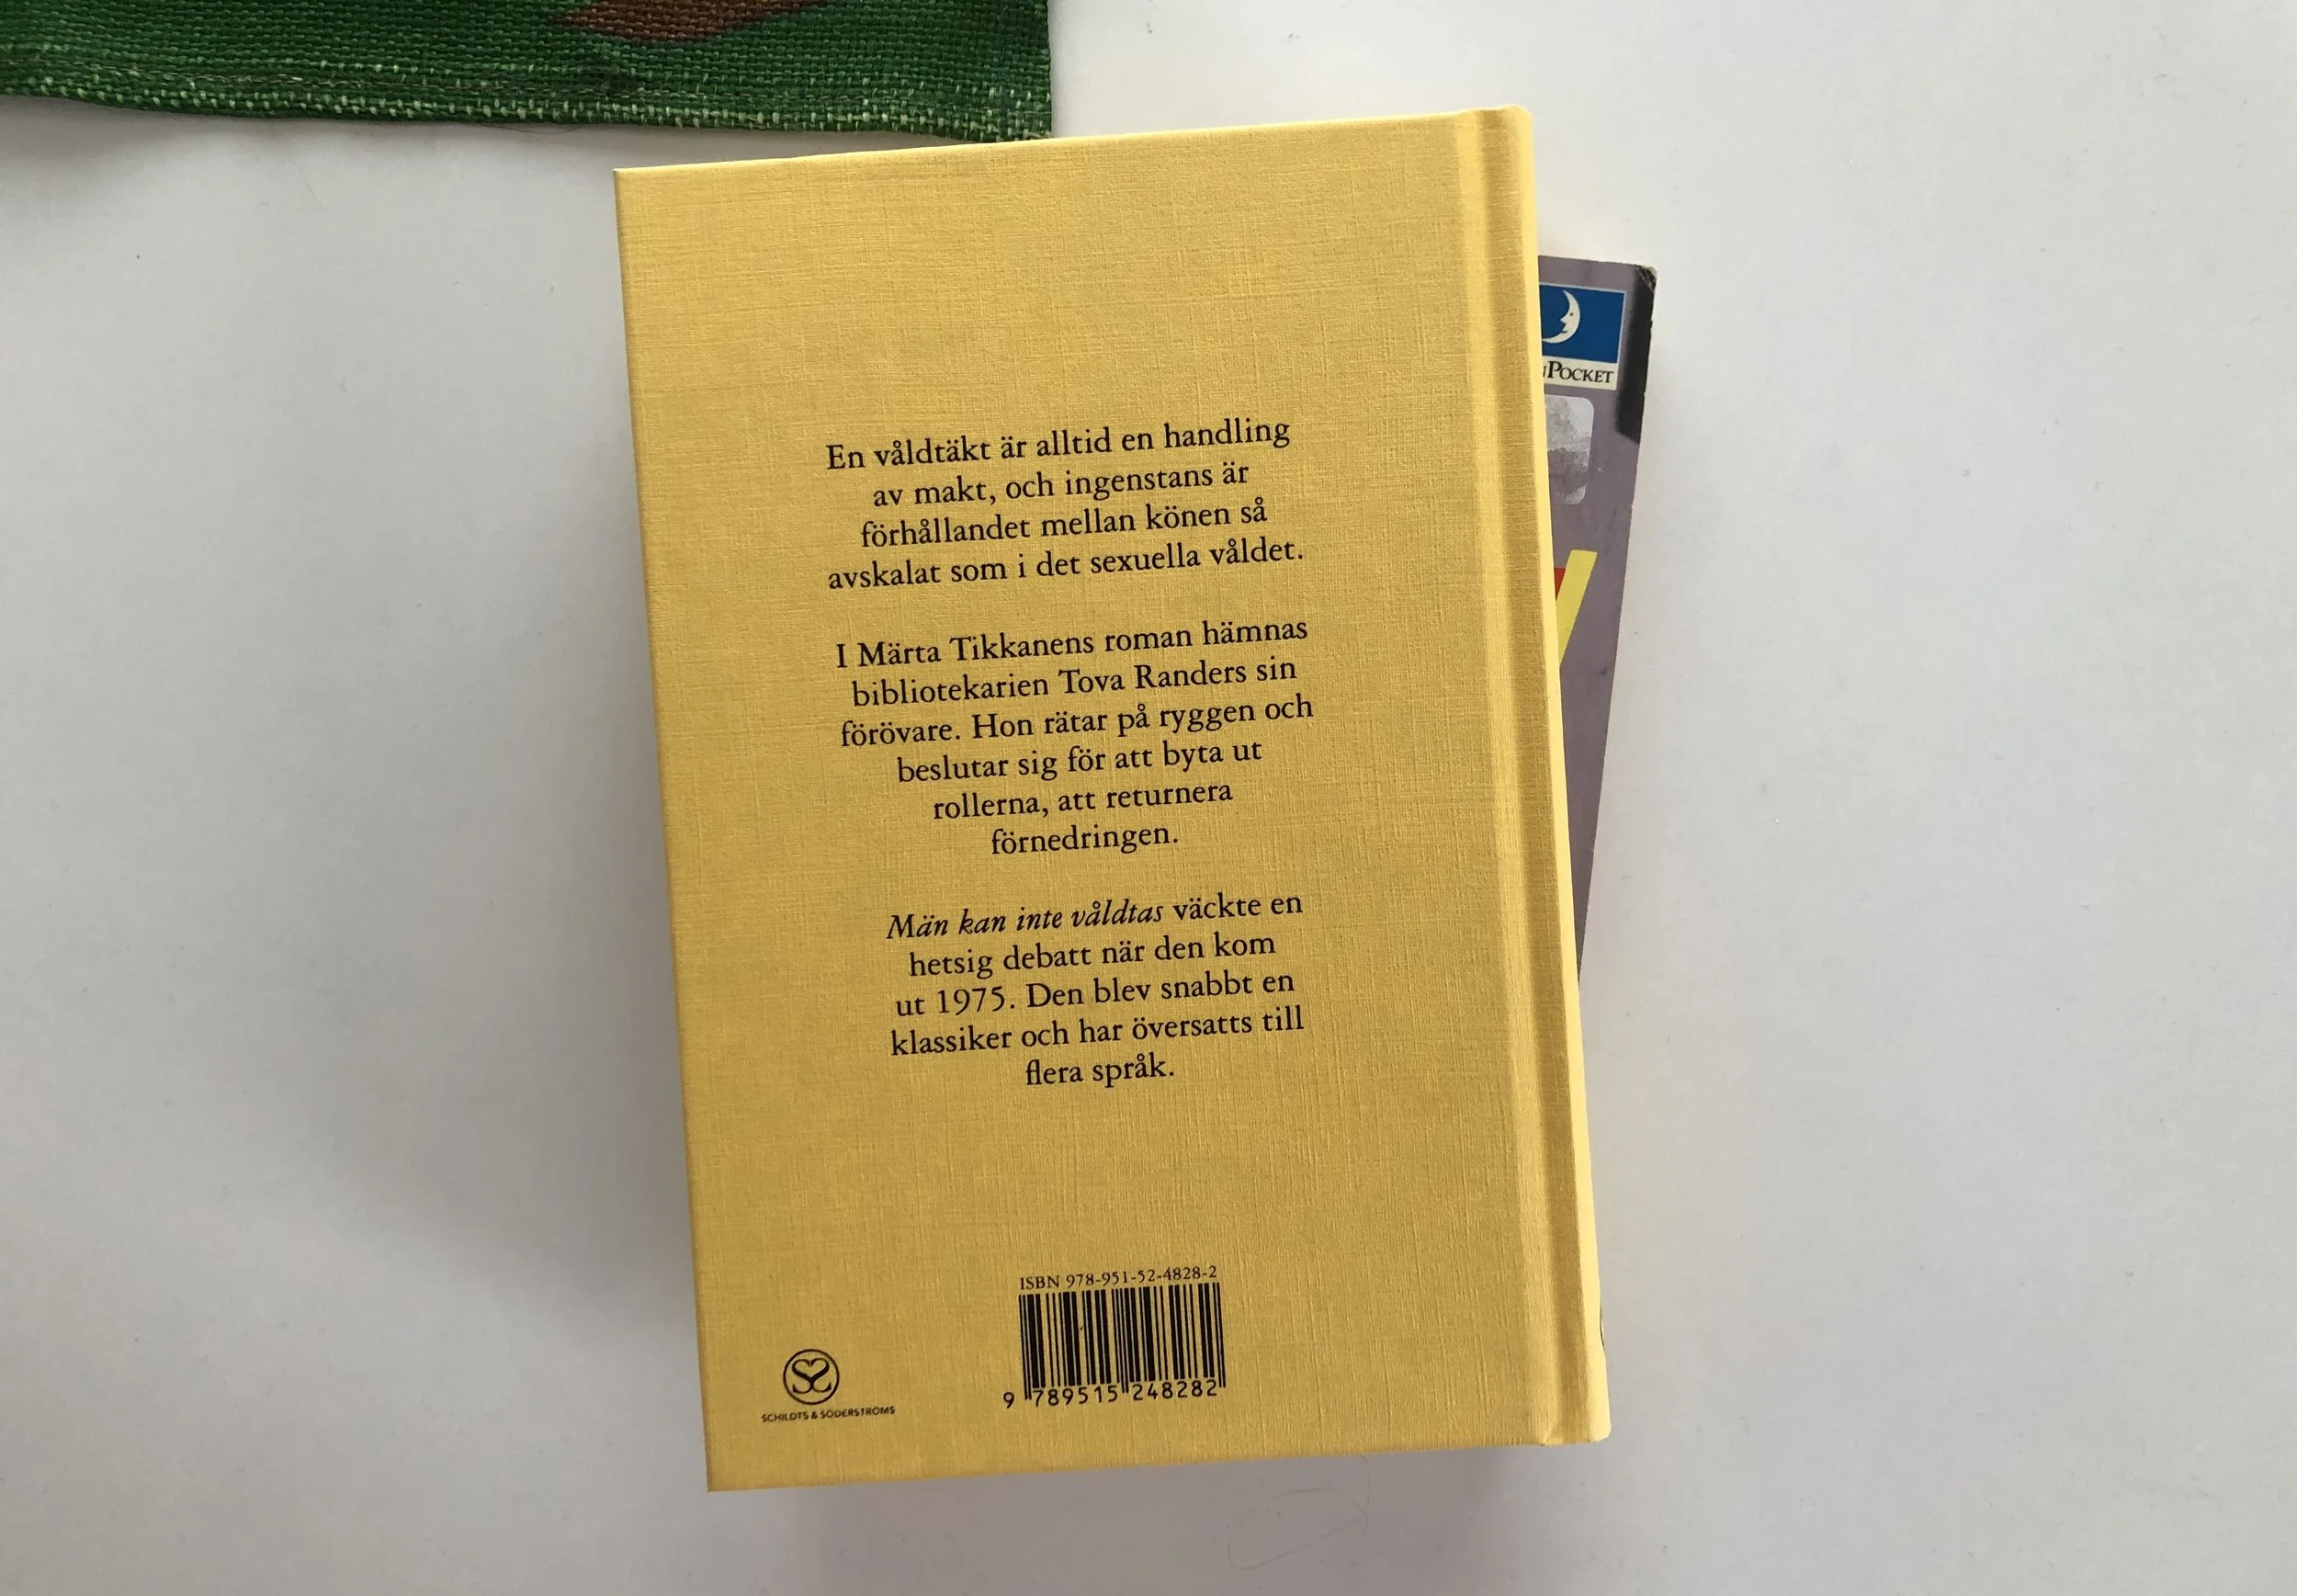 En våldtäkt är alltid en handling
av makt, och ingenstans är
förhållandet mellan könen så
avskalat som i det sexuella våldet.
I Märta Tikkanens roman hämnas
bibliotekarien Tova Randers sin
förövare. Hon rätar på ryggen och
beslutar sig för att byta ut
rollerna, att returnera
förnedringen.
Män kan inte våldtas väckte en
hetsig debatt när den kom
ut 1975. Den blev snabbt en
klassiker och har översatts till
flera språk.
ISBN 978-951-52-4828-2
9 789515 248282
SCHILDTS & SÖDERSTRÖMS
POCKET